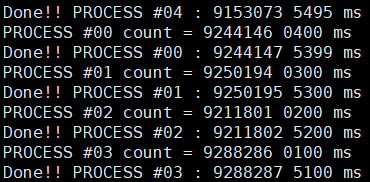 Done!! PROCESS #04 : 9153073 5495 ms
PROCESS #00 count = 9244146 0400 ms
Done!! PROCESS #00 : 9244147 5399 ms
PROCESS #01 count = 9250194 0300 ms
Done!! PROCESS #01 : 9250195 5300 ms
PROCESS #02 count = 9211801 0200 ms
Done!! PROCESS #02 : 9211802 5200 ms
PROCESS #03 count = 9288286 0100 ms
Done!! PROCESS #03 : 9288287 5100 ms